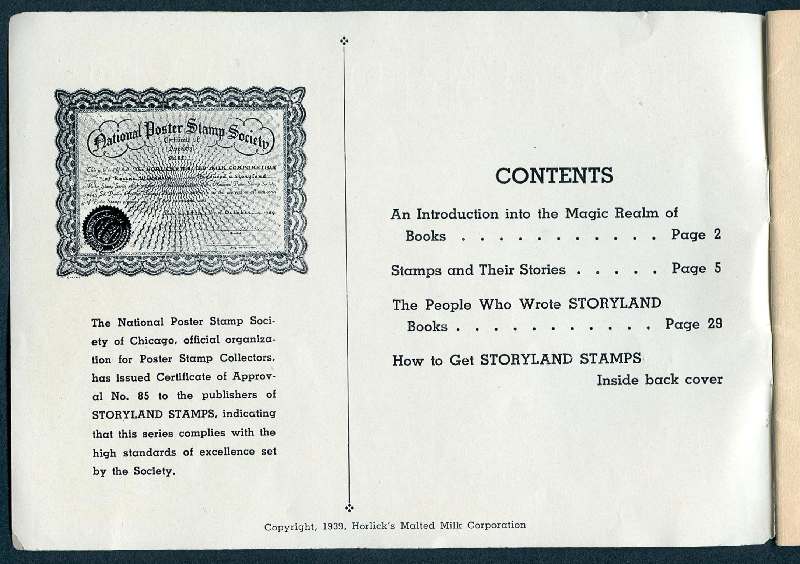 National Poster Stamp Society
Certificate of
Approval
The National Poster Stamp Soci-
ety of Chicago, official organiza-
tion for Poster Stamp Collectors,
has issued Certificate of Approv-
al No. 85 to the publishers of
STORYLAND STAMPS, indicating
that this series complies with the
high standards of excellence set
by the Society.
CONTENTS
An Introduction into the Magic Realm of
Books . . . . . . . . . . . Page 2
Stamps and Their Stories . . . . . Page 5
The People Who Wrote STORYLAND
Books . . . . . . . . . . . Page 29
How to Get STORYLAND STAMPS
Inside back cover
Copyright, 1939, Horlick's Malted Milk Corporation